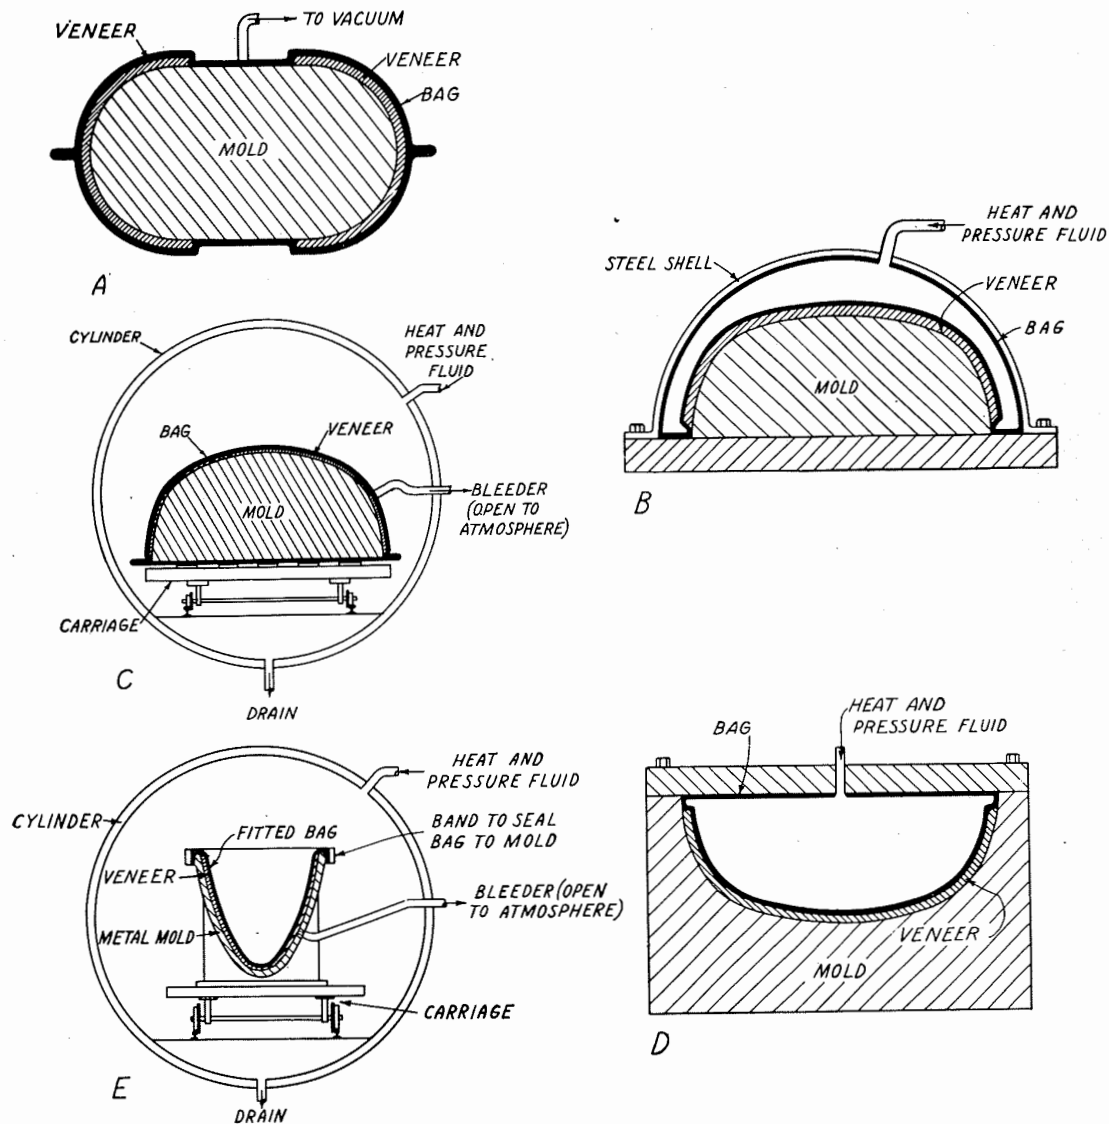 TO VACUUM
VENEER
VENEER
BAG
MOLD
A
HEAT AND
PRESSURE FLUID
STEEL SHELL
VENEER
BAG
MOLD
B
CYLINDER
HEAT AND
PRESSURE
FLUID
BAG
VENEER
MOLD
BLEEDER
(OPEN TO
ATMOSPHERE)
CARRIAGE
C
DRAIN
HEAT AND
PRESSURE FLUID
BAG
VENEER
MOLD
D
HEAT AND
PRESSURE FLUID
CYLINDER
FITTED BAG
BAND TO SEAL
BAG TO MOLD
VENEER
BLEEDER (OPEN
TO ATMOSPHERE)
METAL MOLD
CARRIAGE
E
DRAIN